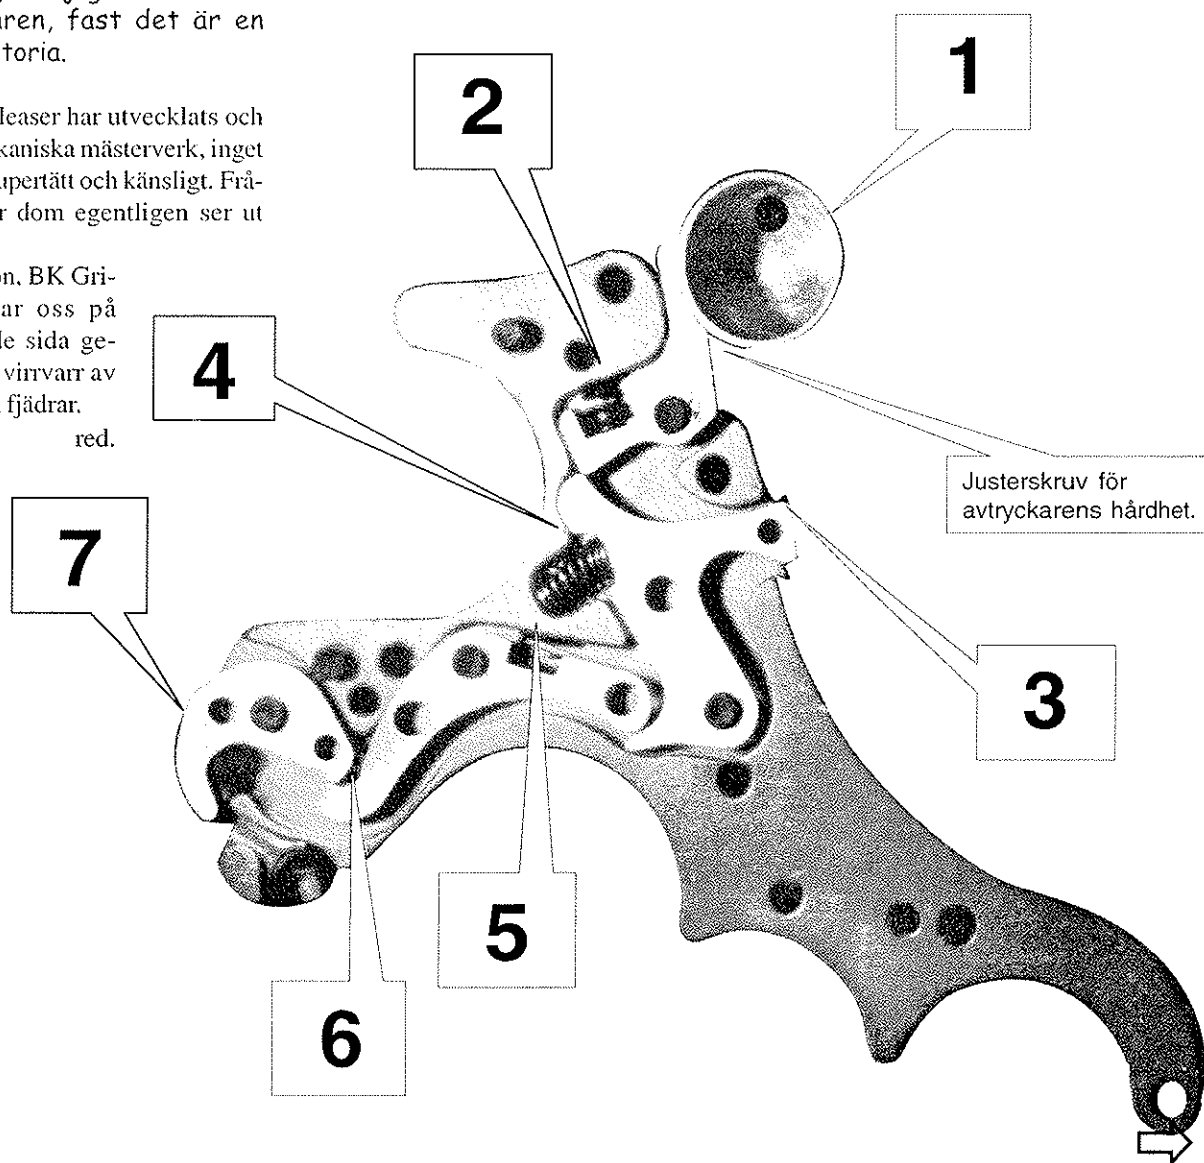 aren, fast det är en
toria.
leaser har utvecklats och
kaniska mästerverk, inget
upertätt och känsligt. Frå-
r dom egentligen ser ut
on, BK Gri-
ar oss på
de sida ge-
virrvarr av
fjädrar.
red.
1
2
4
7
Justerskruv för
avtryckarens hårdhet.
3
5
6